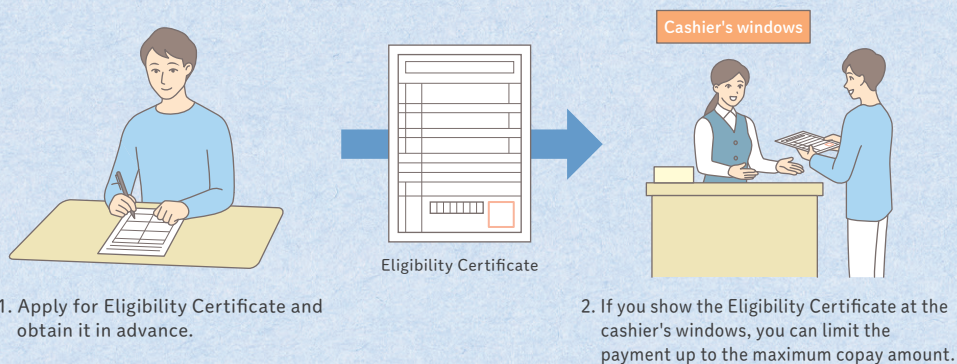 Cashier's windows
Eligibility Certificate
1. Apply for Eligibility Certificate and
obtain it in advance.
2. If you show the Eligibility Certificate at the
cashier's windows, you can limit the
payment up to the maximum copay amount.